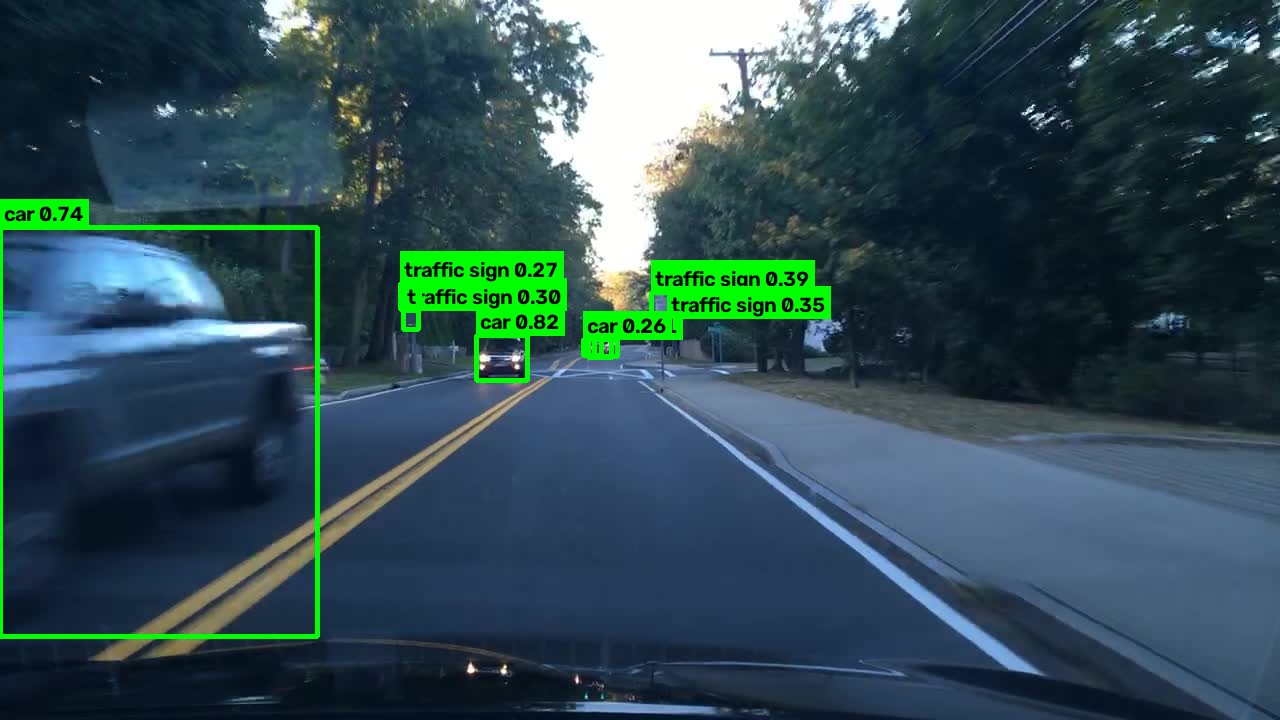 car 0.74
traffic sign 0.27
traffic sign 0.39
t affic sign 0.30
traffic sign 0.35
car 0.82
car 0.26